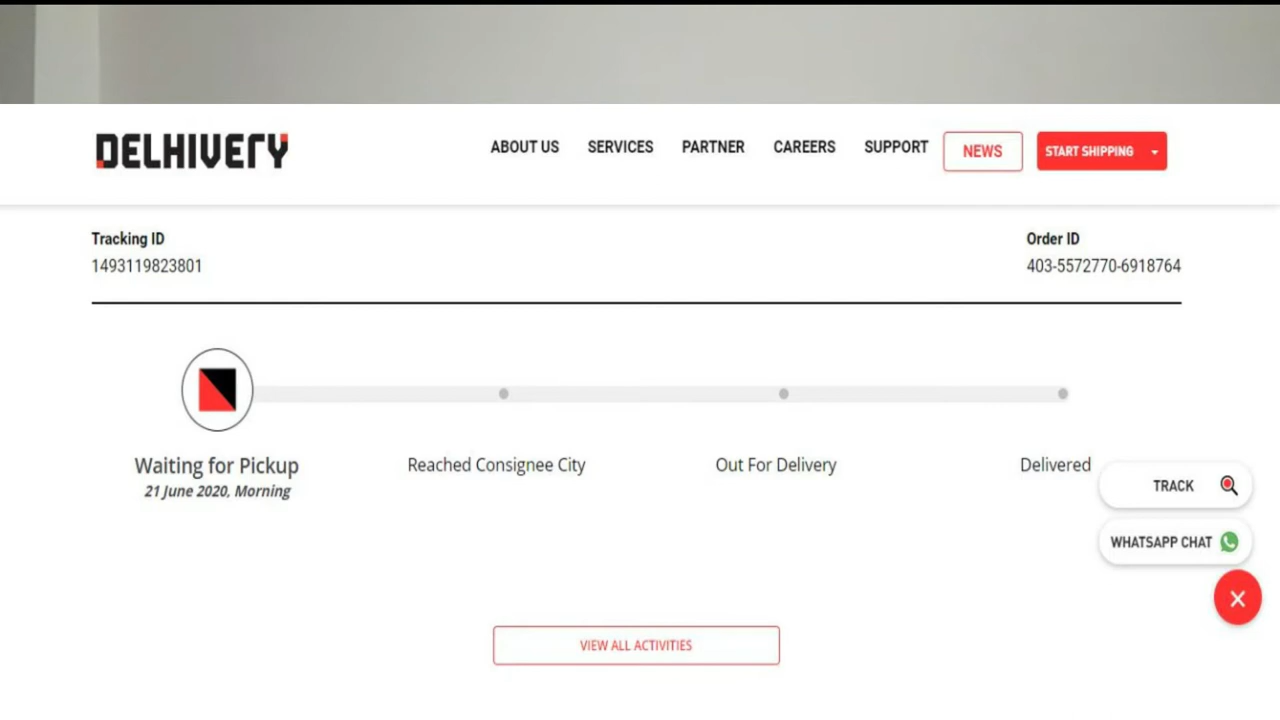 DELHIVERY
ABOUT US SERVICES PARTNER CAREERS SUPPORT NEWS START SHIPPING
Tracking ID Order ID
1493119823801 403-5572770-6918764
Waiting for Pickup Reached Consignee City Out For Delivery Delivered
21 June 2020, Morning
TRACK
WHATSAPP CHAT
VIEW ALL ACTIVITIES